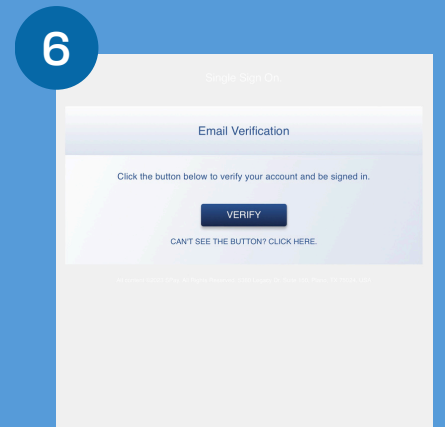 6
Single Sign On
Email Verification
Click the button below to verify your account and be signed in.
VERIFY
CAN'T SEE THE BUTTON? CLICK HERE.